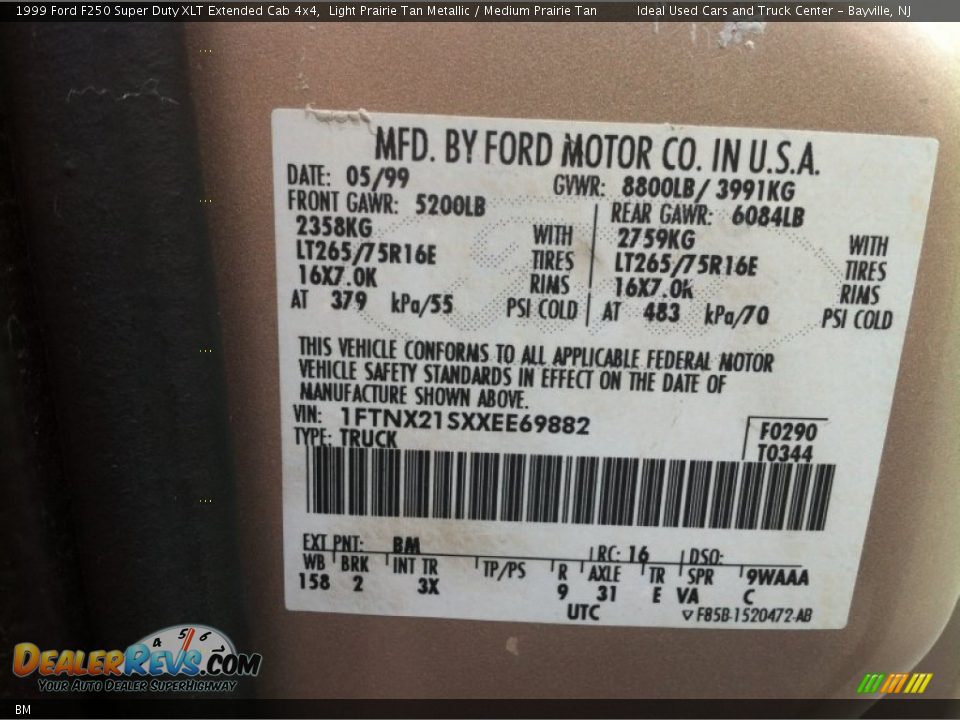 1999 Ford F250 Super Duty XLT Extended Cab 4x4, Light Prairie Tan Metallic / Medium Prairie Tan Ideal Used Cars and Truck Center - Bayville, NJ
MFD. BY FORD MOTOR CO. IN U.S.A.
DATE: 05/99 GVWR: 8800LB/ 3991KG
FRONT GAWR: 5200LB REAR GAWR: 6084LB
2358KG WITH 2759KG WITH
LT265/75R16E TIRES LT265/75R16E TIRES
16X7.0K RIMS 16X7.0K RIMS
AT 379 kPa/55 PSI COLD AT 483 kPa/70 PSI COLD
THIS VEHICLE CONFORMS TO ALL APPLICABLE FEDERAL MOTOR
VEHICLE SAFETY STANDARDS IN EFFECT ON THE DATE OF
MANUFACTURE SHOWN ABOVE.
VIN: 1FTNX21SXXEE69882 F0290
TYPE: TRUCK T0344
EXT PNT: BM RC: 16 DSO:
WB BRK INT TR TP/PS R AXLE TR SPR 9WAAA
158 2 3X 9 31 E VA C
UTC ▽ F85B-1520472-AB
4 5 6
DEALERREVS.COM
YOUR AUTO DEALER SUPERHIGHWAY
BM